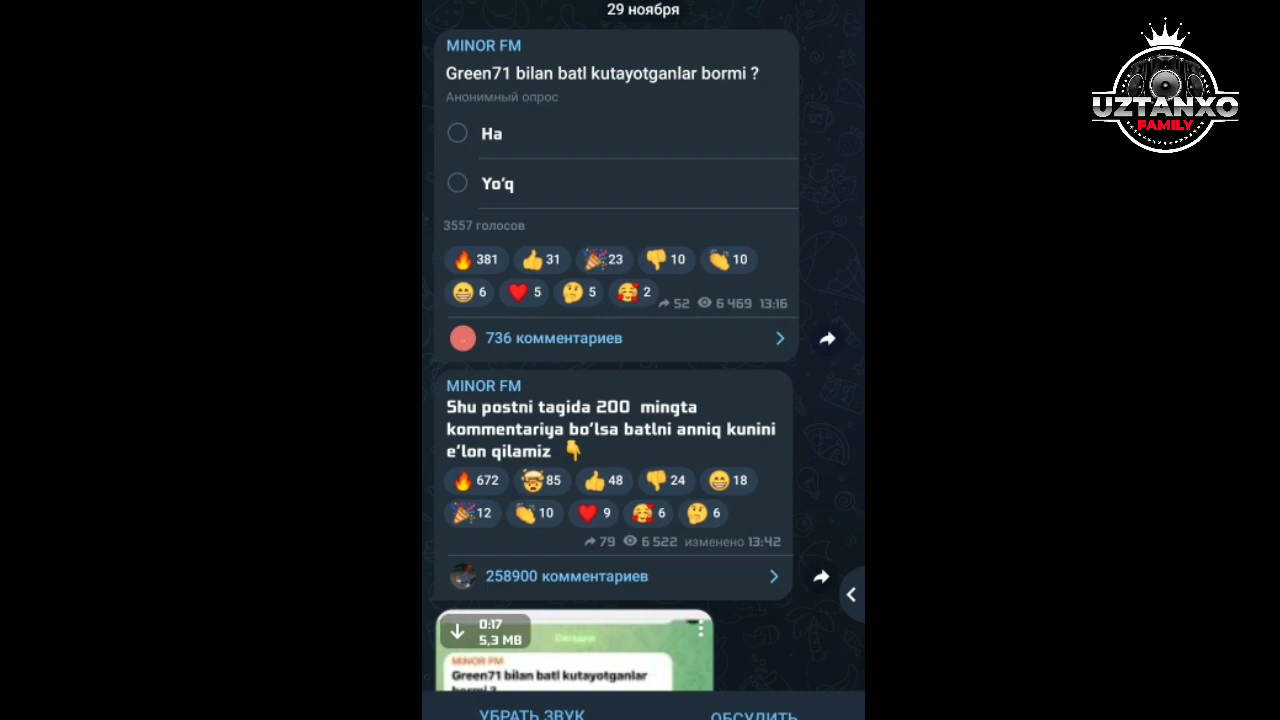 29 ноября
MINOR FM
Green71 bilan batl kutayotganlar bormi ?
Анонимный опрос
Ha
Yo'q
3557 голосов
381 31 23 10 10
6 5 5 2
52 6 469 13:16
736 комментариев
MINOR FM
Shu postni tagida 200 mingta
kommentariya bo'lsa batlni anniq kunini
e'lon qilamiz
672 85 48 24 18
12 10 9 6 6
79 6 522 изменено 13:42
258900 комментариев
0:17
5,3 MB
Сегодня
MINOR FM
Green71 bilan batl kutayotganlar
bormi ?
УБРАТЬ ЗВУК
ОБСУДИТЬ
UZTANXO
FAMILY